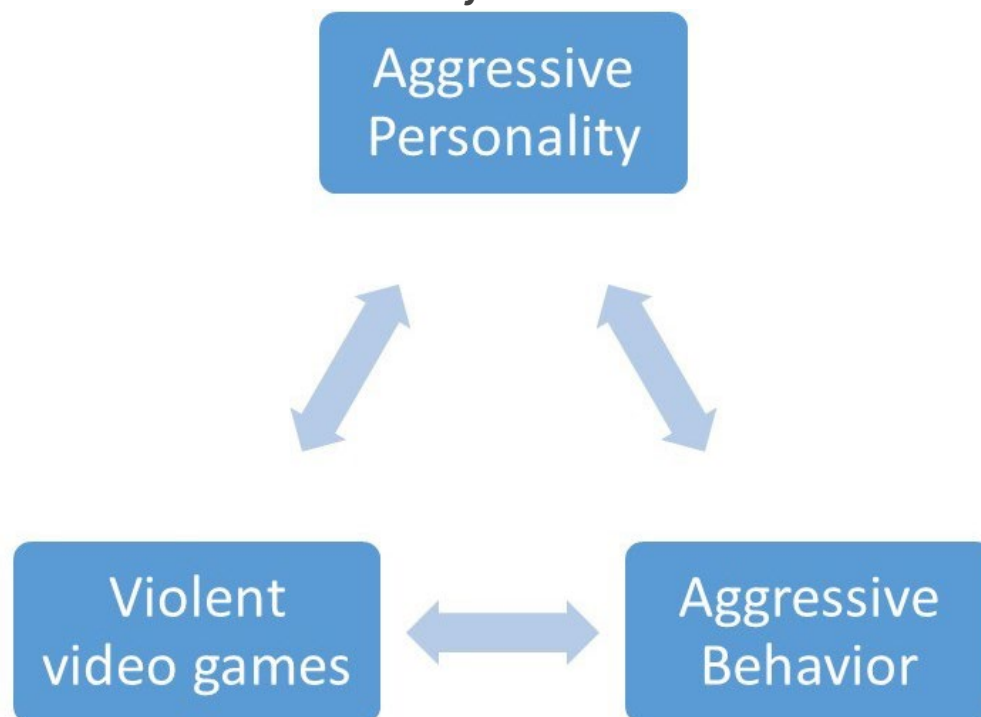 Aggressive
Personality
Violent
video games
Aggressive
Behavior